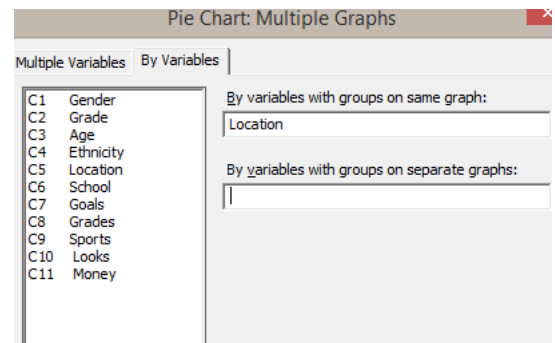 Pie Chart: Multiple Graphs
Multiple Variables By Variables
C1 Gender
C2 Grade
C3 Age
C4 Ethnicity
C5 Location
C6 School
C7 Goals
C8 Grades
C9 Sports
C10 Looks
C11 Money
By variables with groups on same graph:
Location
By variables with groups on separate graphs: